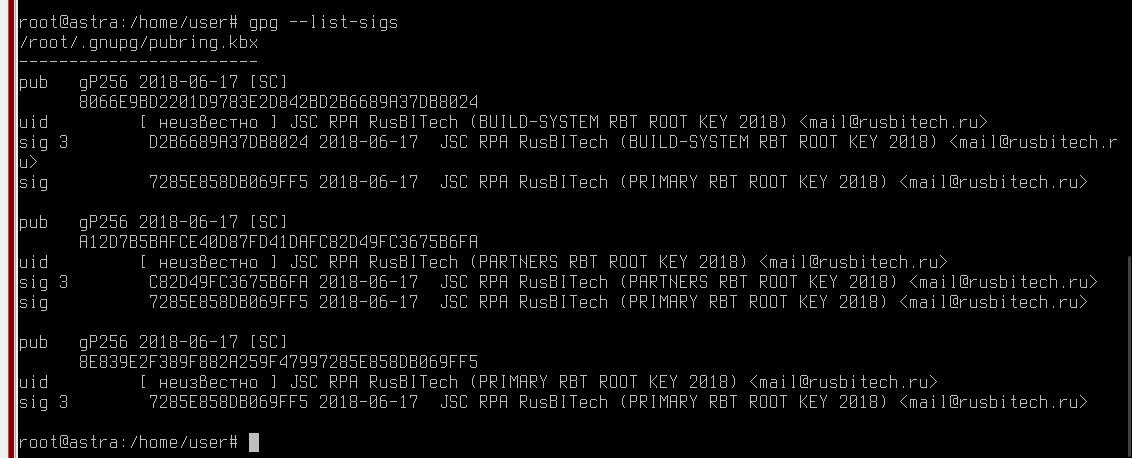 root@astra:/home/user# gpg --list-sigs
/root/.gnupg/pubring.kbx
------------------------
pub   gP256 2018-06-17 [SC]
      8066E9BD2201D9783E2D842BD2B6689A37DB8024
uid         [ неизвестно ] JSC RPA RusBITech (BUILD-SYSTEM RBT ROOT KEY 2018) <mail@rusbitech.ru>
sig 3        D2B6689A37DB8024 2018-06-17  JSC RPA RusBITech (BUILD-SYSTEM RBT ROOT KEY 2018) <mail@rusbitech.r
u>
sig          7285E858DB069FF5 2018-06-17  JSC RPA RusBITech (PRIMARY RBT ROOT KEY 2018) <mail@rusbitech.ru>
pub   gP256 2018-06-17 [SC]
      A12D7B5BAFCE40D87FD41DAFC82D49FC3675B6FA
uid         [ неизвестно ] JSC RPA RusBITech (PARTNERS RBT ROOT KEY 2018) <mail@rusbitech.ru>
sig 3        C82D49FC3675B6FA 2018-06-17  JSC RPA RusBITech (PARTNERS RBT ROOT KEY 2018) <mail@rusbitech.ru>
sig          7285E858DB069FF5 2018-06-17  JSC RPA RusBITech (PRIMARY RBT ROOT KEY 2018) <mail@rusbitech.ru>
pub   gP256 2018-06-17 [SC]
      8E839E2F389F882A259F47997285E858DB069FF5
uid         [ неизвестно ] JSC RPA RusBITech (PRIMARY RBT ROOT KEY 2018) <mail@rusbitech.ru>
sig 3        7285E858DB069FF5 2018-06-17  JSC RPA RusBITech (PRIMARY RBT ROOT KEY 2018) <mail@rusbitech.ru>
root@astra:/home/user#